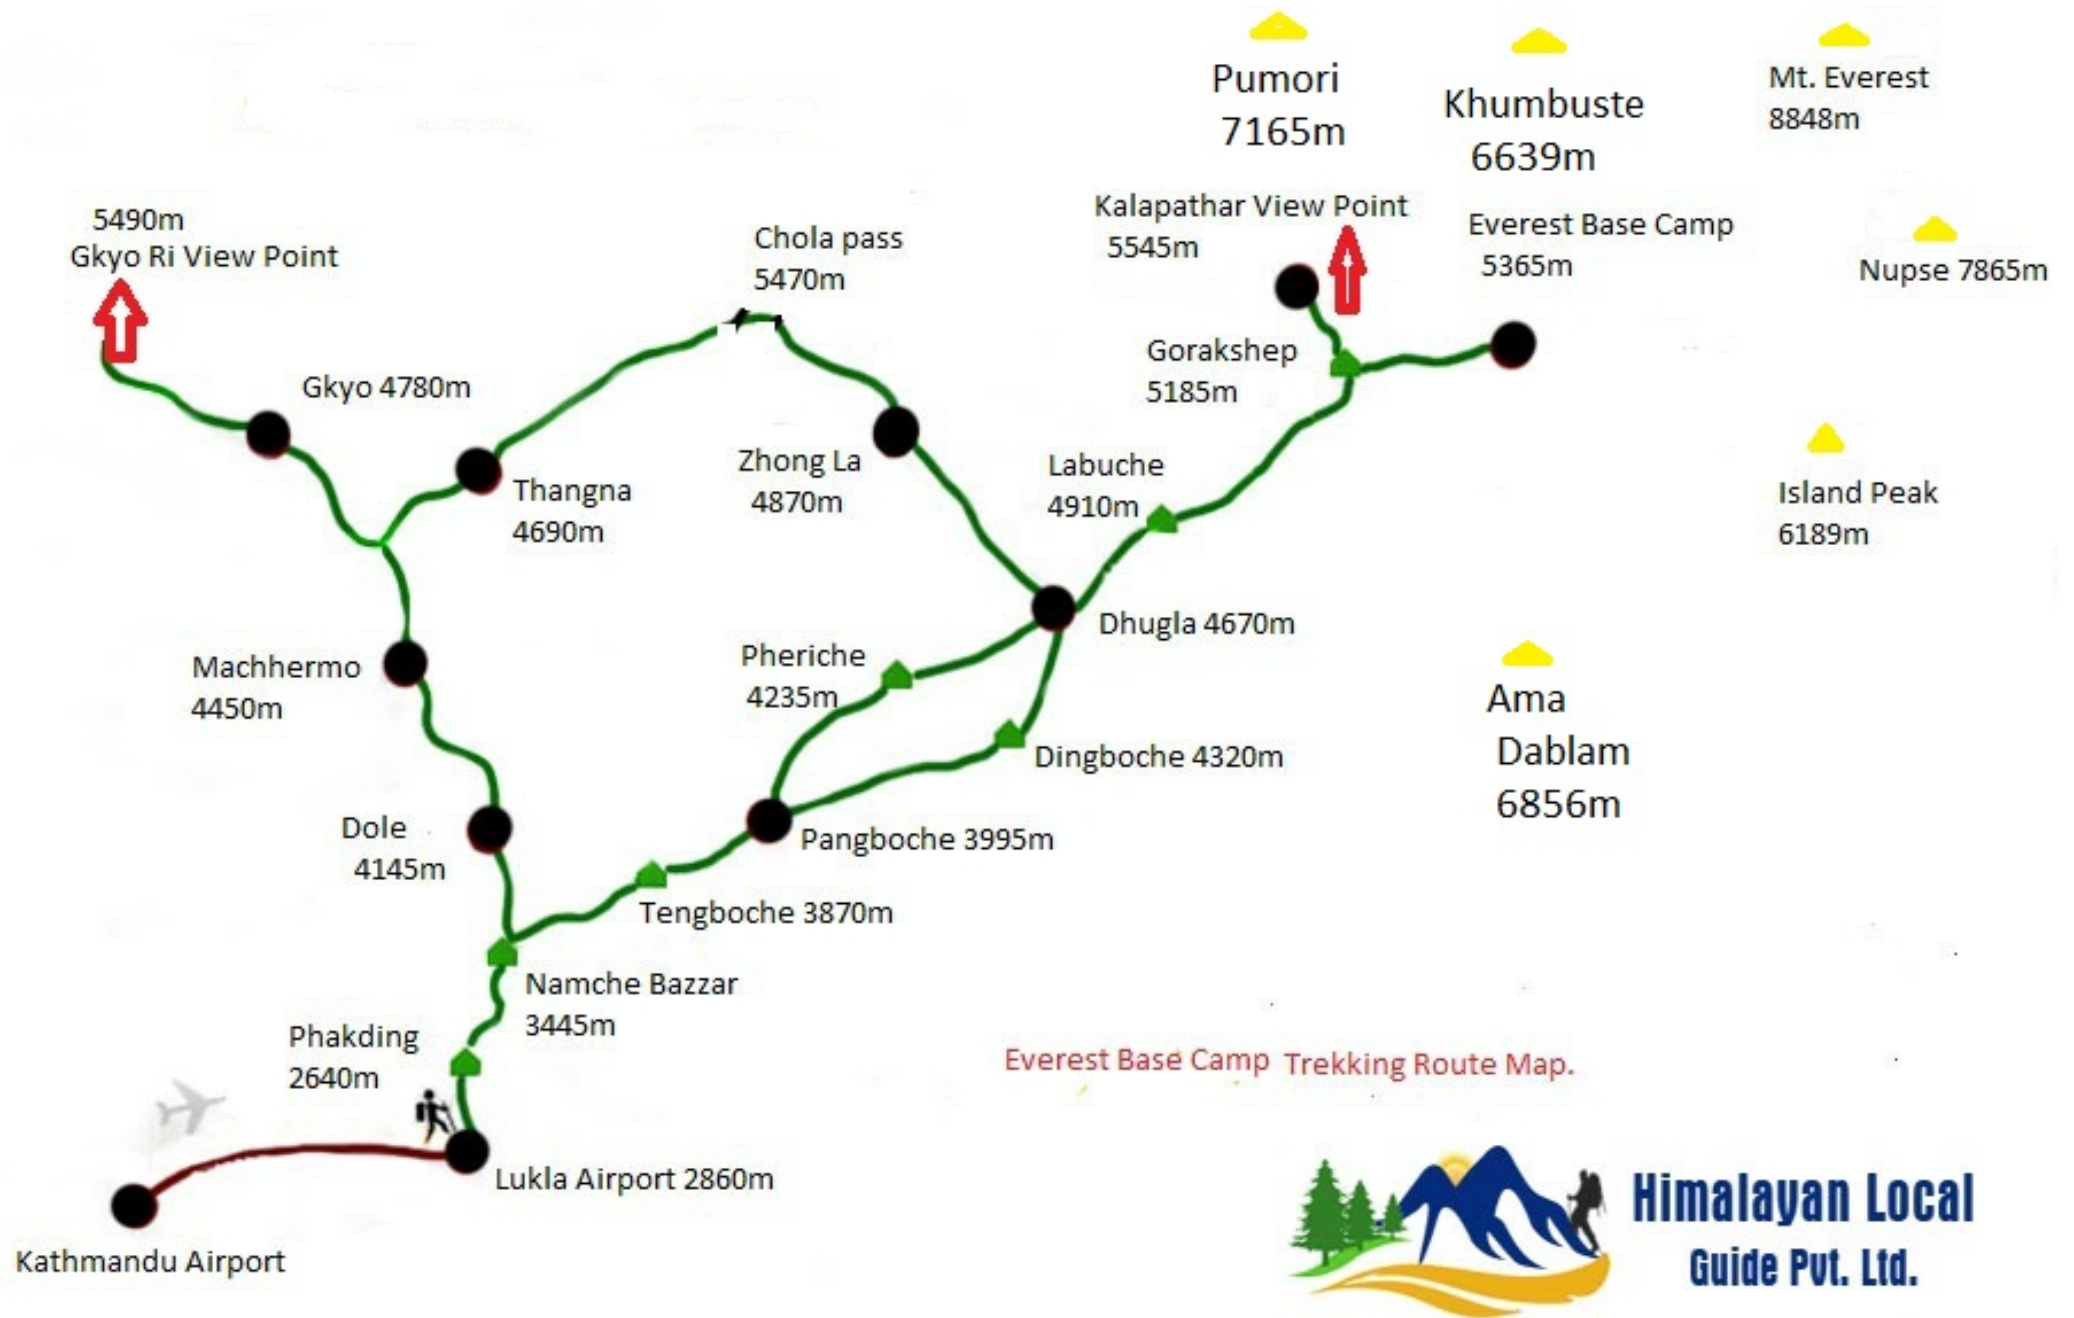 Pumori
7165m
Khumbuste
6639m
Mt. Everest
8848m
5490m
Gkyo Ri View Point
Chola pass
5470m
Kalapathar View Point
5545m
Everest Base Camp
5365m
Nupse 7865m
Gkyo 4780m
Gorakshep
5185m
Thangna
4690m
Zhong La
4870m
Labuche
4910m
Island Peak
6189m
Dhugla 4670m
Machhermo
4450m
Pheriche
4235m
Ama
Dablam
6856m
Dingboche 4320m
Dole
4145m
Pangboche 3995m
Tengboche 3870m
Namche Bazzar
3445m
Phakding
2640m
Everest Base Camp Trekking Route Map.
Lukla Airport 2860m
Kathmandu Airport
Himalayan Local
Guide Pvt. Ltd.